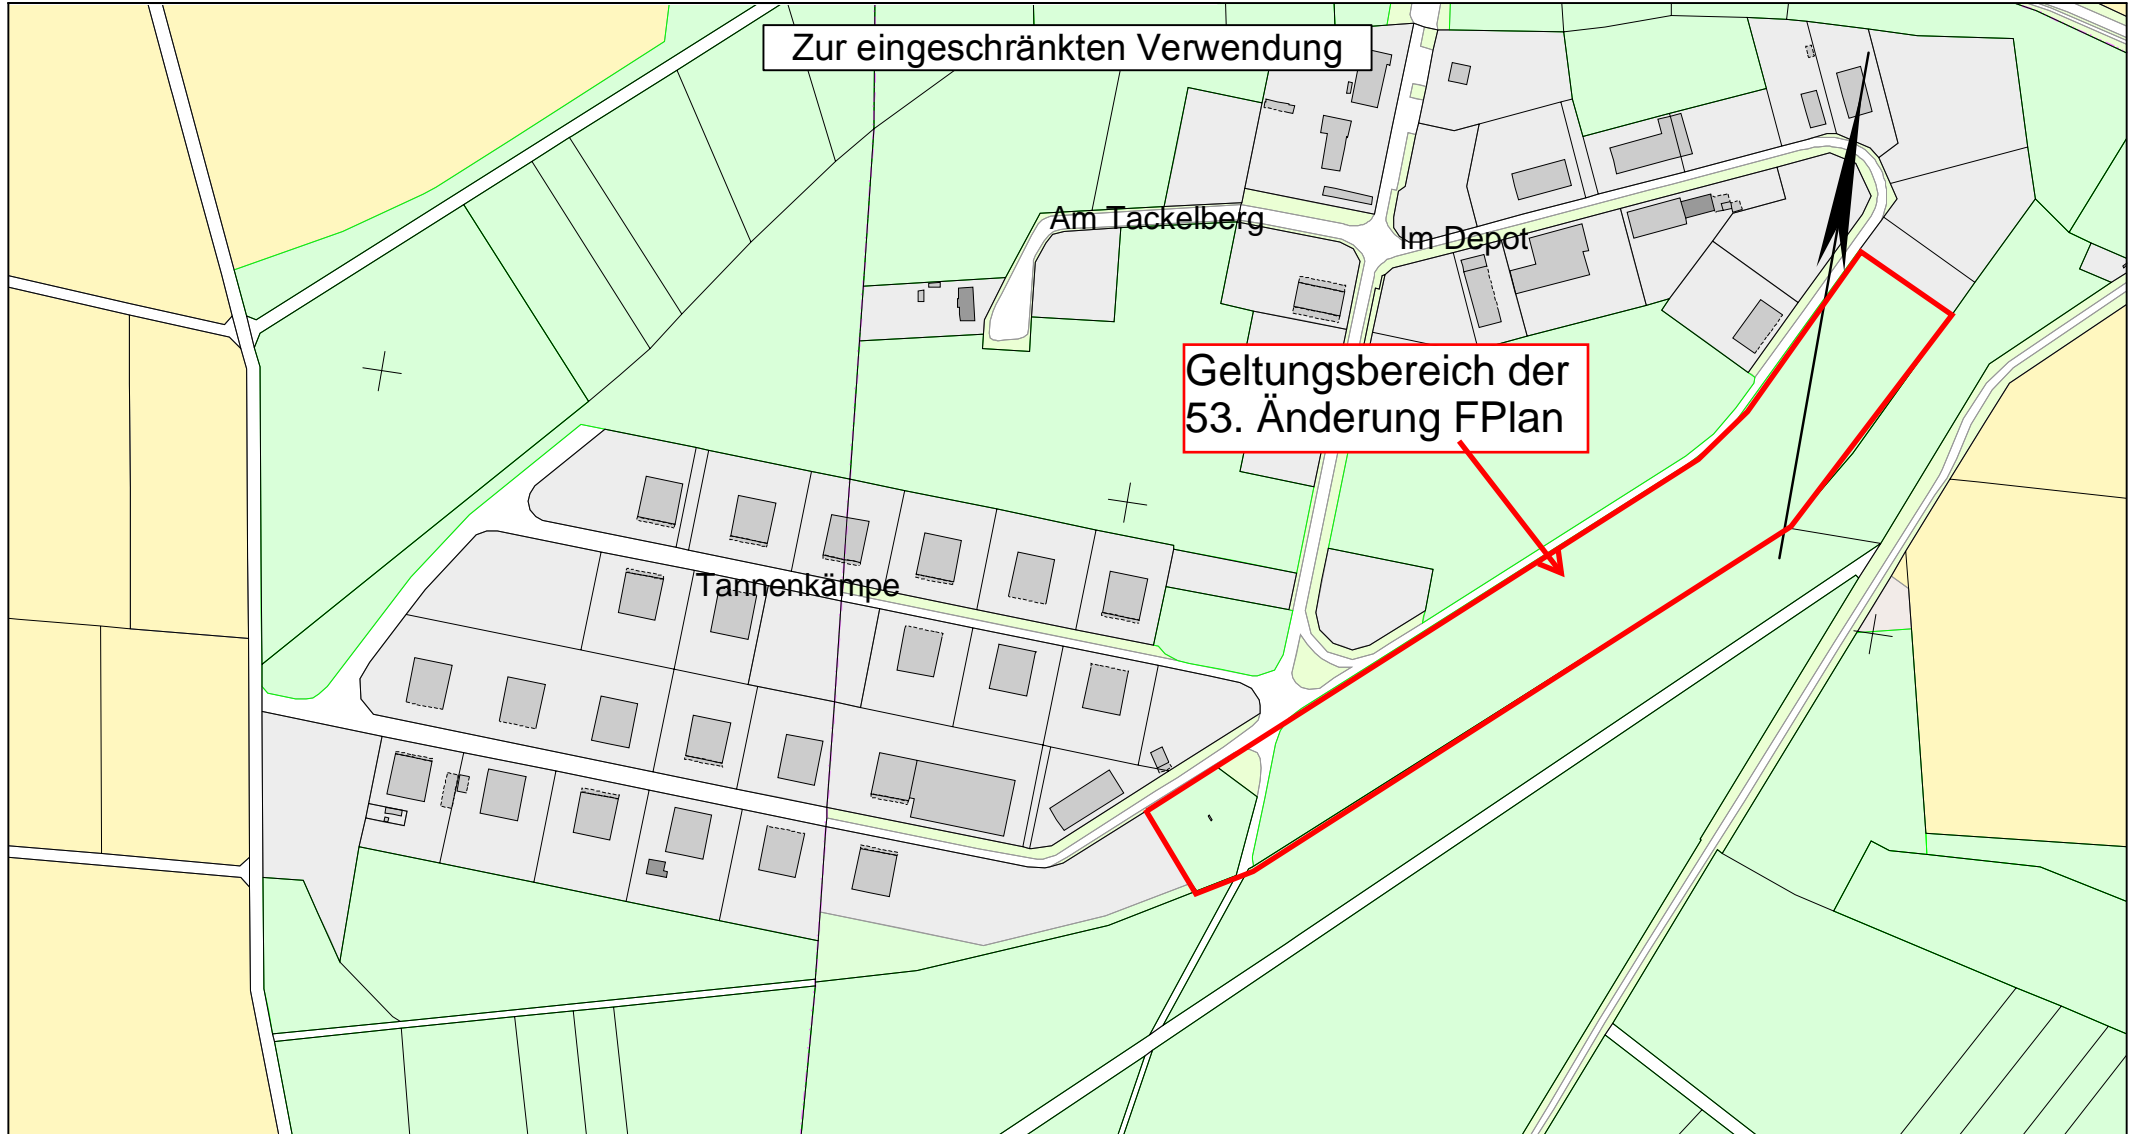 Zur eingeschränkten Verwendung
Am Tackelberg
Im Depot
Geltungsbereich der
53. Änderung FPlan
Tannenkämpe